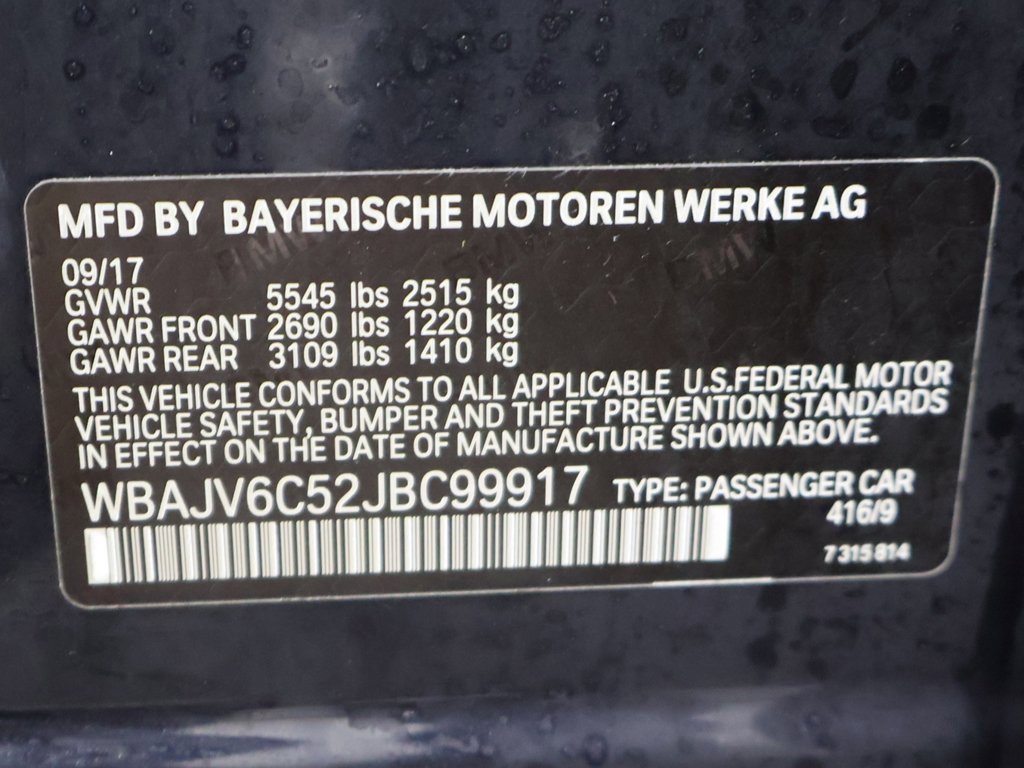 MFD BY BAYERISCHE MOTOREN WERKE AG
09/17
GVWR 5545 lbs 2515 kg
GAWR FRONT 2690 lbs 1220 kg
GAWR REAR 3109 lbs 1410 kg
THIS VEHICLE CONFORMS TO ALL APPLICABLE U.S.FEDERAL MOTOR
VEHICLE SAFETY, BUMPER AND THEFT PREVENTION STANDARDS
IN EFFECT ON THE DATE OF MANUFACTURE SHOWN ABOVE.
WBAJV6C52JBC99917 TYPE: PASSENGER CAR
416/9
7 315 814